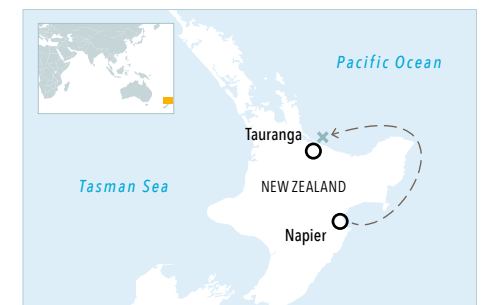 Pacific Ocean
Tauranga
Tasman Sea
NEW ZEALAND
Napier